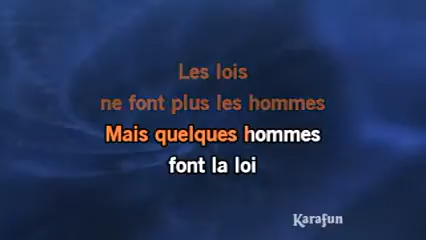 Les lois
ne font plus les hommes
Mais quelques hommes
font la loi
Karafun